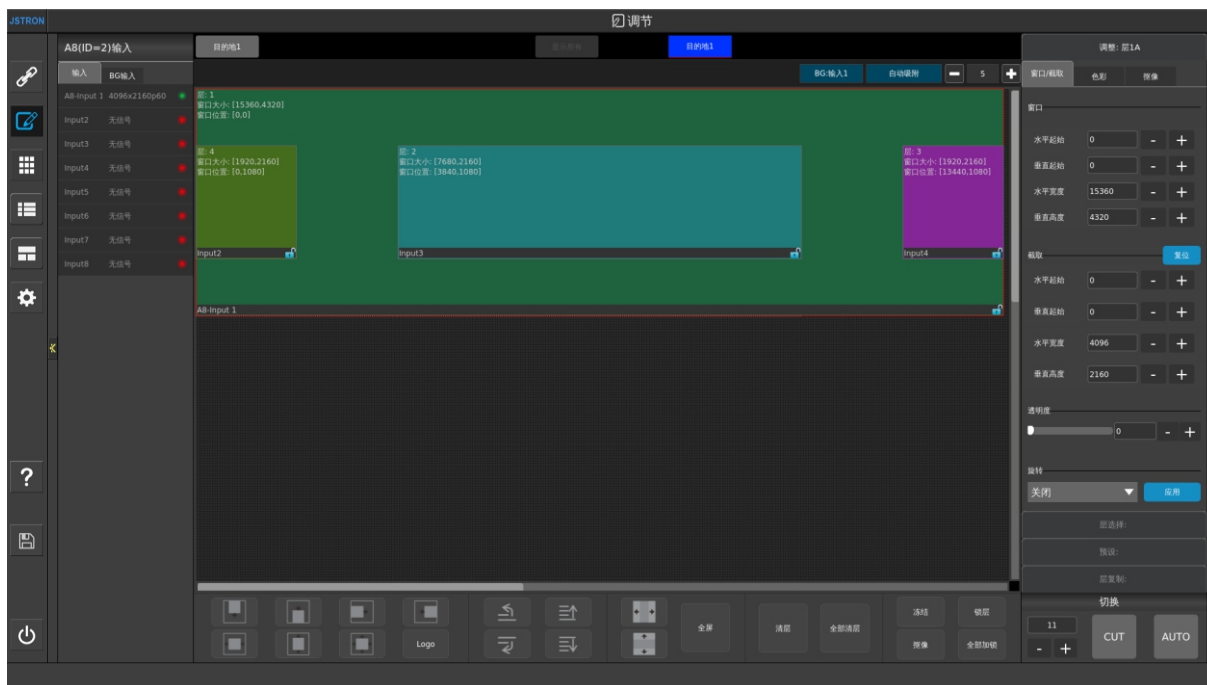 JSTRON
调节
A8(ID=2)输入
输入
BG输入
A8-Input 1 4096x2160p60
Input2 无信号
Input3 无信号
Input4 无信号
Input5 无信号
Input6 无信号
Input7 无信号
Input8 无信号
目的地1
显示所有
目的地1
BG:输入1
自动吸附
5
层: 1
窗口大小: [15360,4320]
窗口位置: [0,0]
层: 4
窗口大小: [1920,2160]
窗口位置: [0,1080]
Input2
层: 2
窗口大小: [7680,2160]
窗口位置: [3840,1080]
Input3
层: 3
窗口大小: [1920,2160]
窗口位置: [13440,1080]
Input4
A8-Input 1
Logo
全屏
清层
全部清层
冻结
锁层
抠像
全部加锁
调整: 层1A
窗口/截取
色彩
抠像
窗口
水平起始 0 - +
垂直起始 0 - +
水平宽度 15360 - +
垂直高度 4320 - +
截取
复位
水平起始 0 - +
垂直起始 0 - +
水平宽度 4096 - +
垂直高度 2160 - +
透明度
0 - +
旋转
关闭
应用
层选择:
预设:
层复制:
切换
11
- +
CUT
AUTO